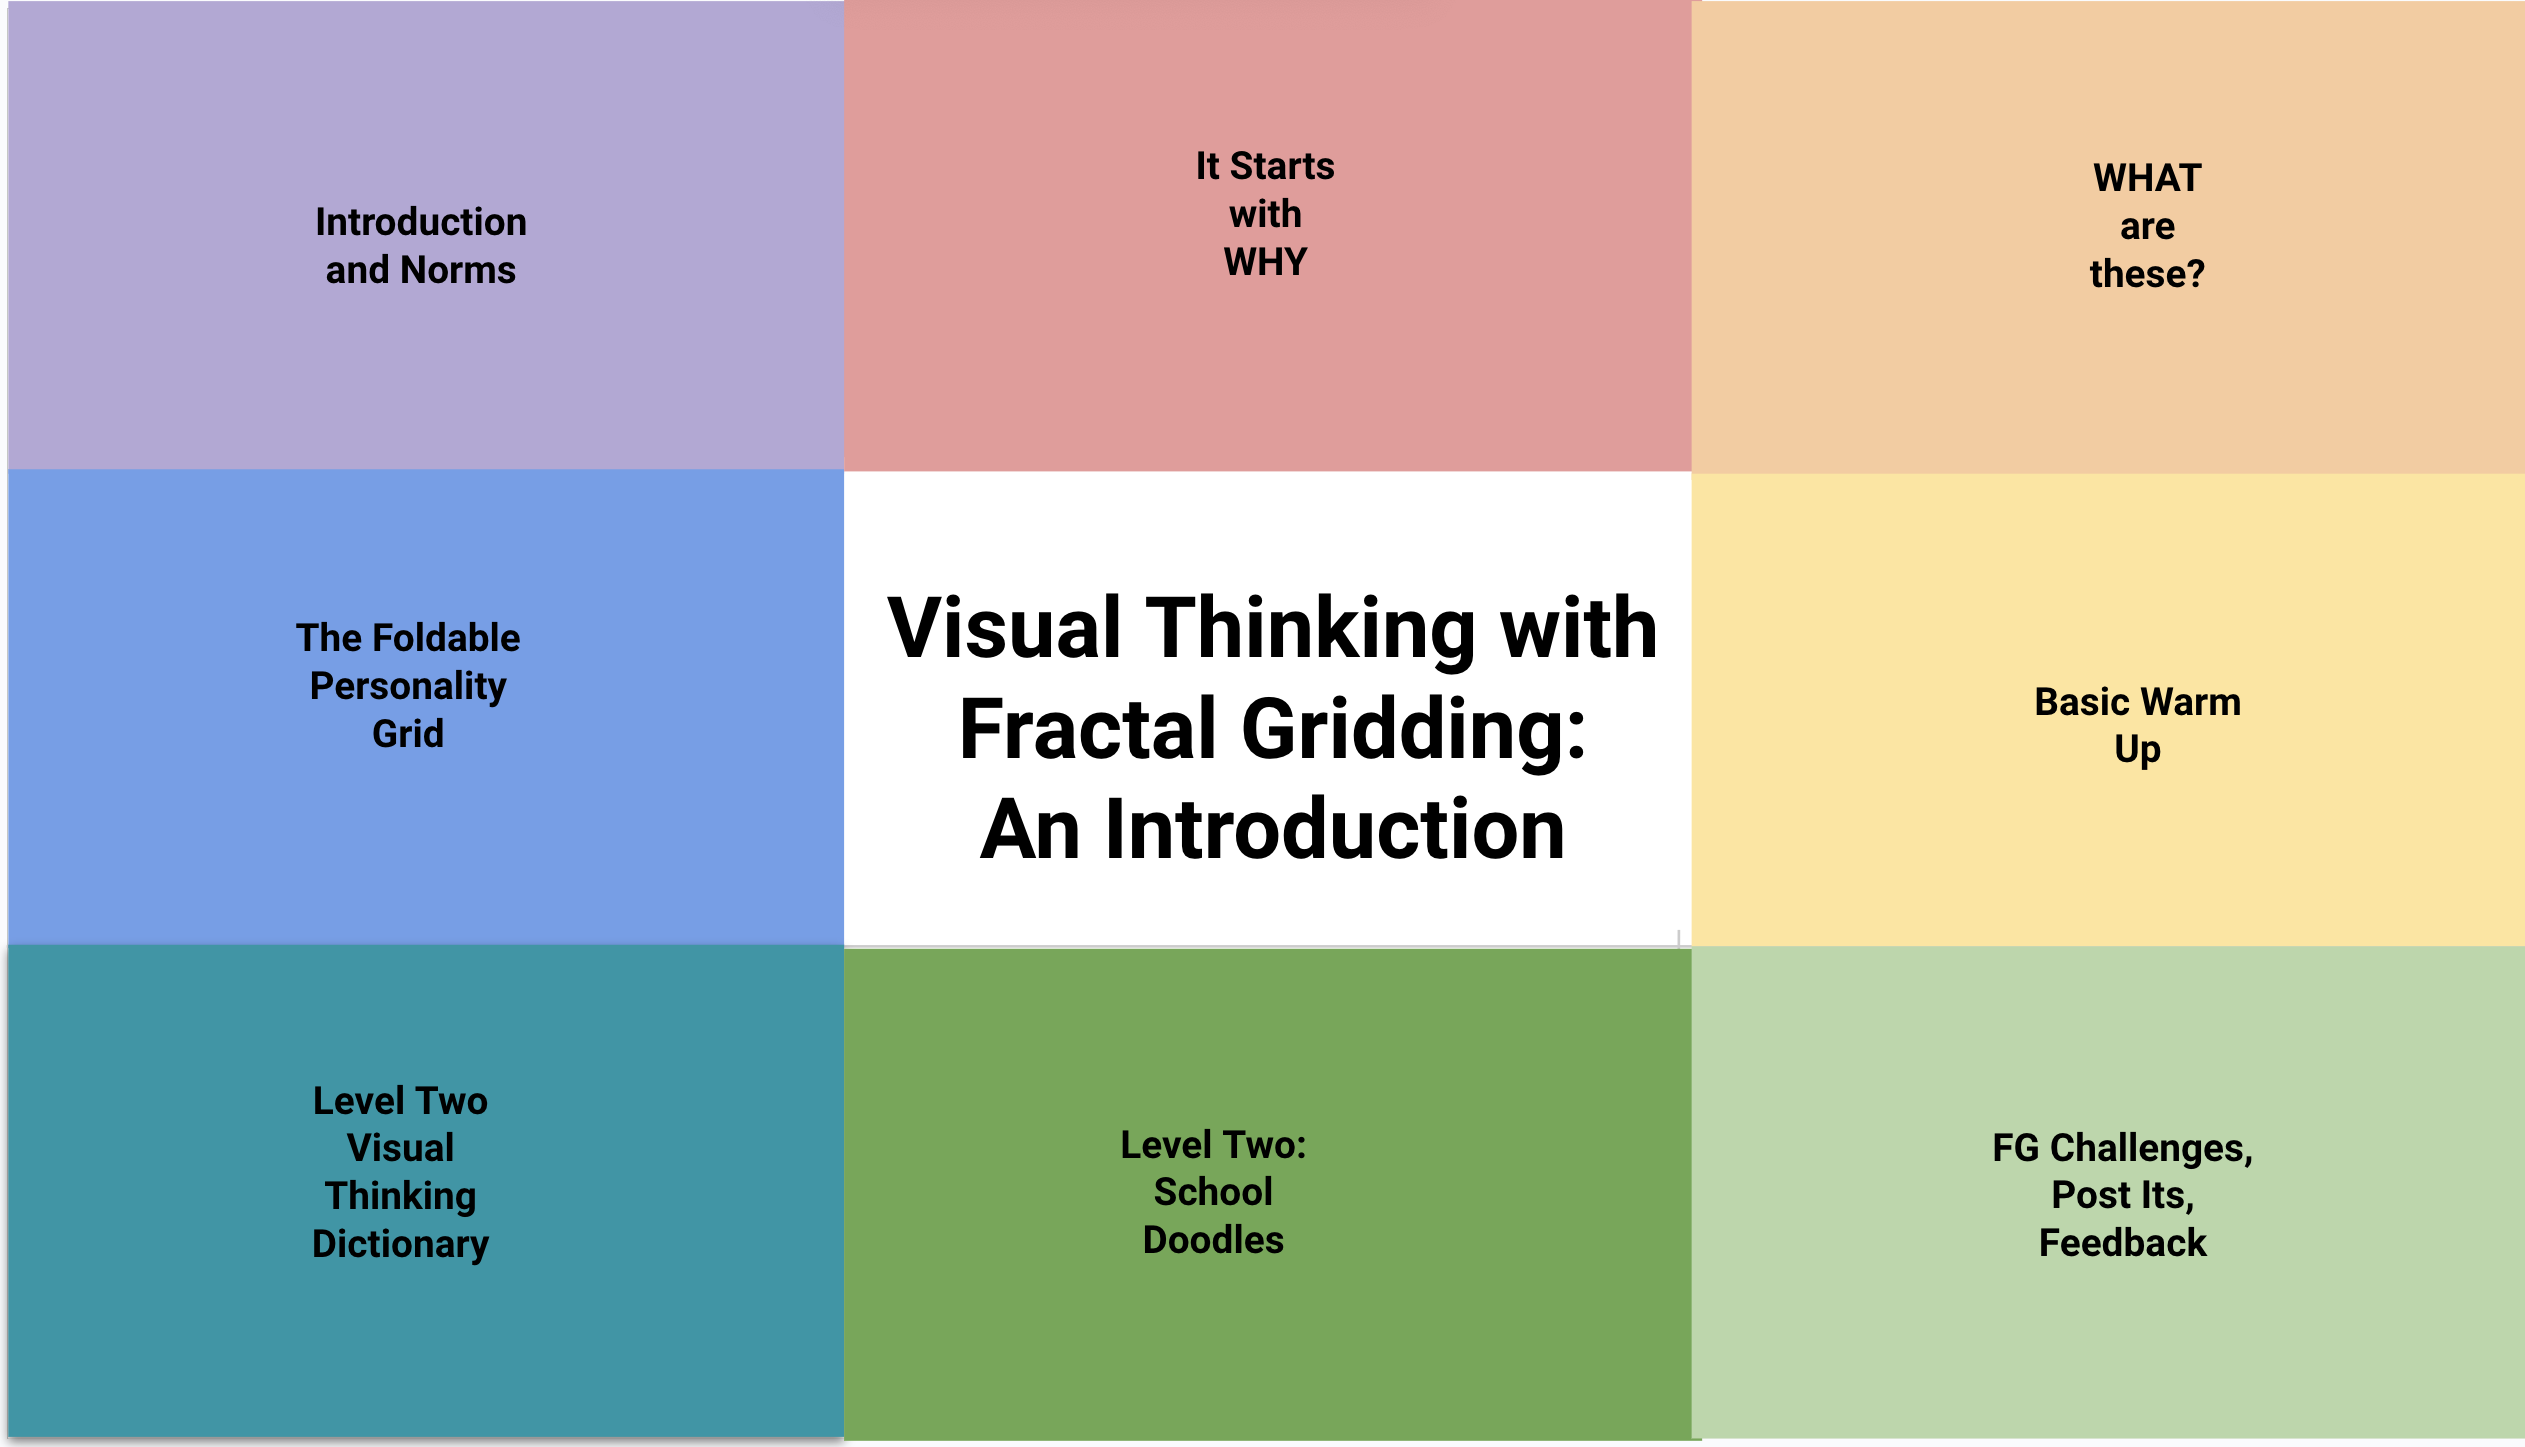 Introduction
and Norms
It Starts
with
WHY
WHAT
are
these?
The Foldable
Personality
Grid
Visual Thinking with
Fractal Gridding:
An Introduction
Basic Warm
Up
Level Two
Visual
Thinking
Dictionary
Level Two:
School
Doodles
FG Challenges,
Post Its,
Feedback